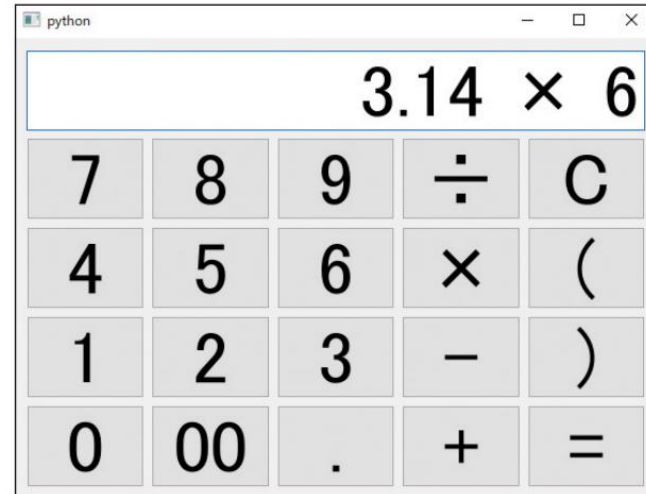 python
3.14 × 6
7 8 9 ÷ C
4 5 6 × (
1 2 3 − )
0 00 . + =